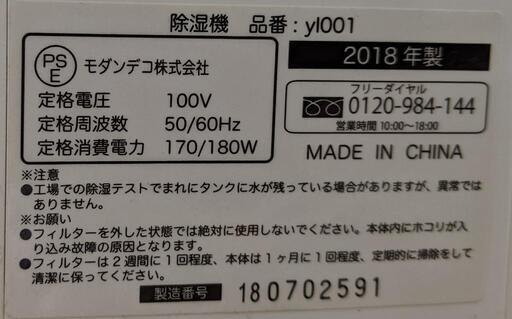 除湿機 品番：yl001
PS
E
モダンデコ株式会社
定格電圧 100V
定格周波数 50/60Hz
定格消費電力 170/180W
2018年製
フリーダイヤル
0120-984-144
営業時間 10:00〜18:00
MADE IN CHINA
※注意
●工場での除湿テストでまれにタンクに水が残っている場合がありますが、異常では
ありません。
※お願い
●フィルターを外した状態では絶対に使用しないでください。本体内にホコリが入
り込み故障の原因となります。
●フィルターは2週間に1回程度、本体は1ヶ月に1回程度、定期的に掃除をして
清潔に保ってください。
製造番号 180702591